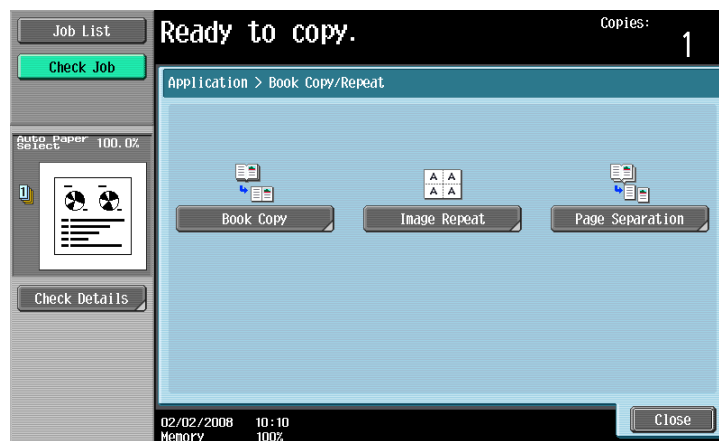 Job List
Check Job
Ready to copy.
Copies:
1
Application > Book Copy/Repeat
Auto Paper
Select
100.0%
1
A A
A A
Book Copy
Image Repeat
Page Separation
Check Details
02/02/2008 10:10
Memory 100%
Close